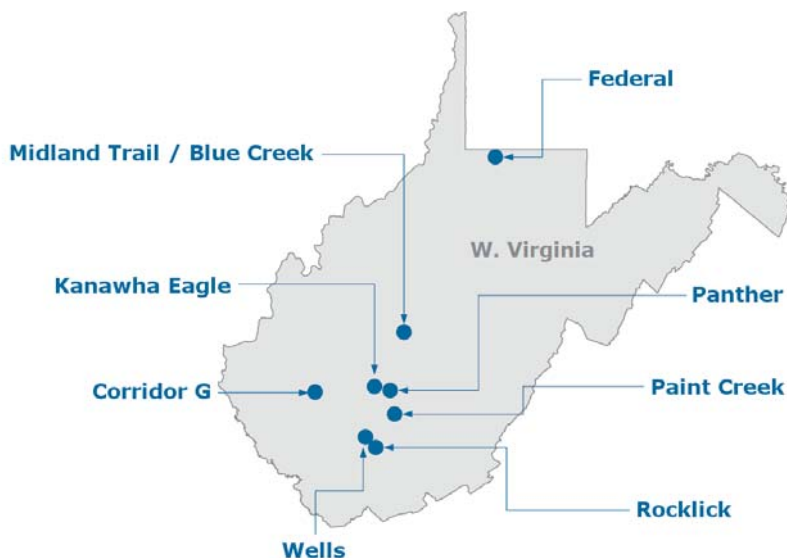 Federal
Midland Trail / Blue Creek
W. Virginia
Kanawha Eagle
Panther
Corridor G
Paint Creek
Rocklick
Wells